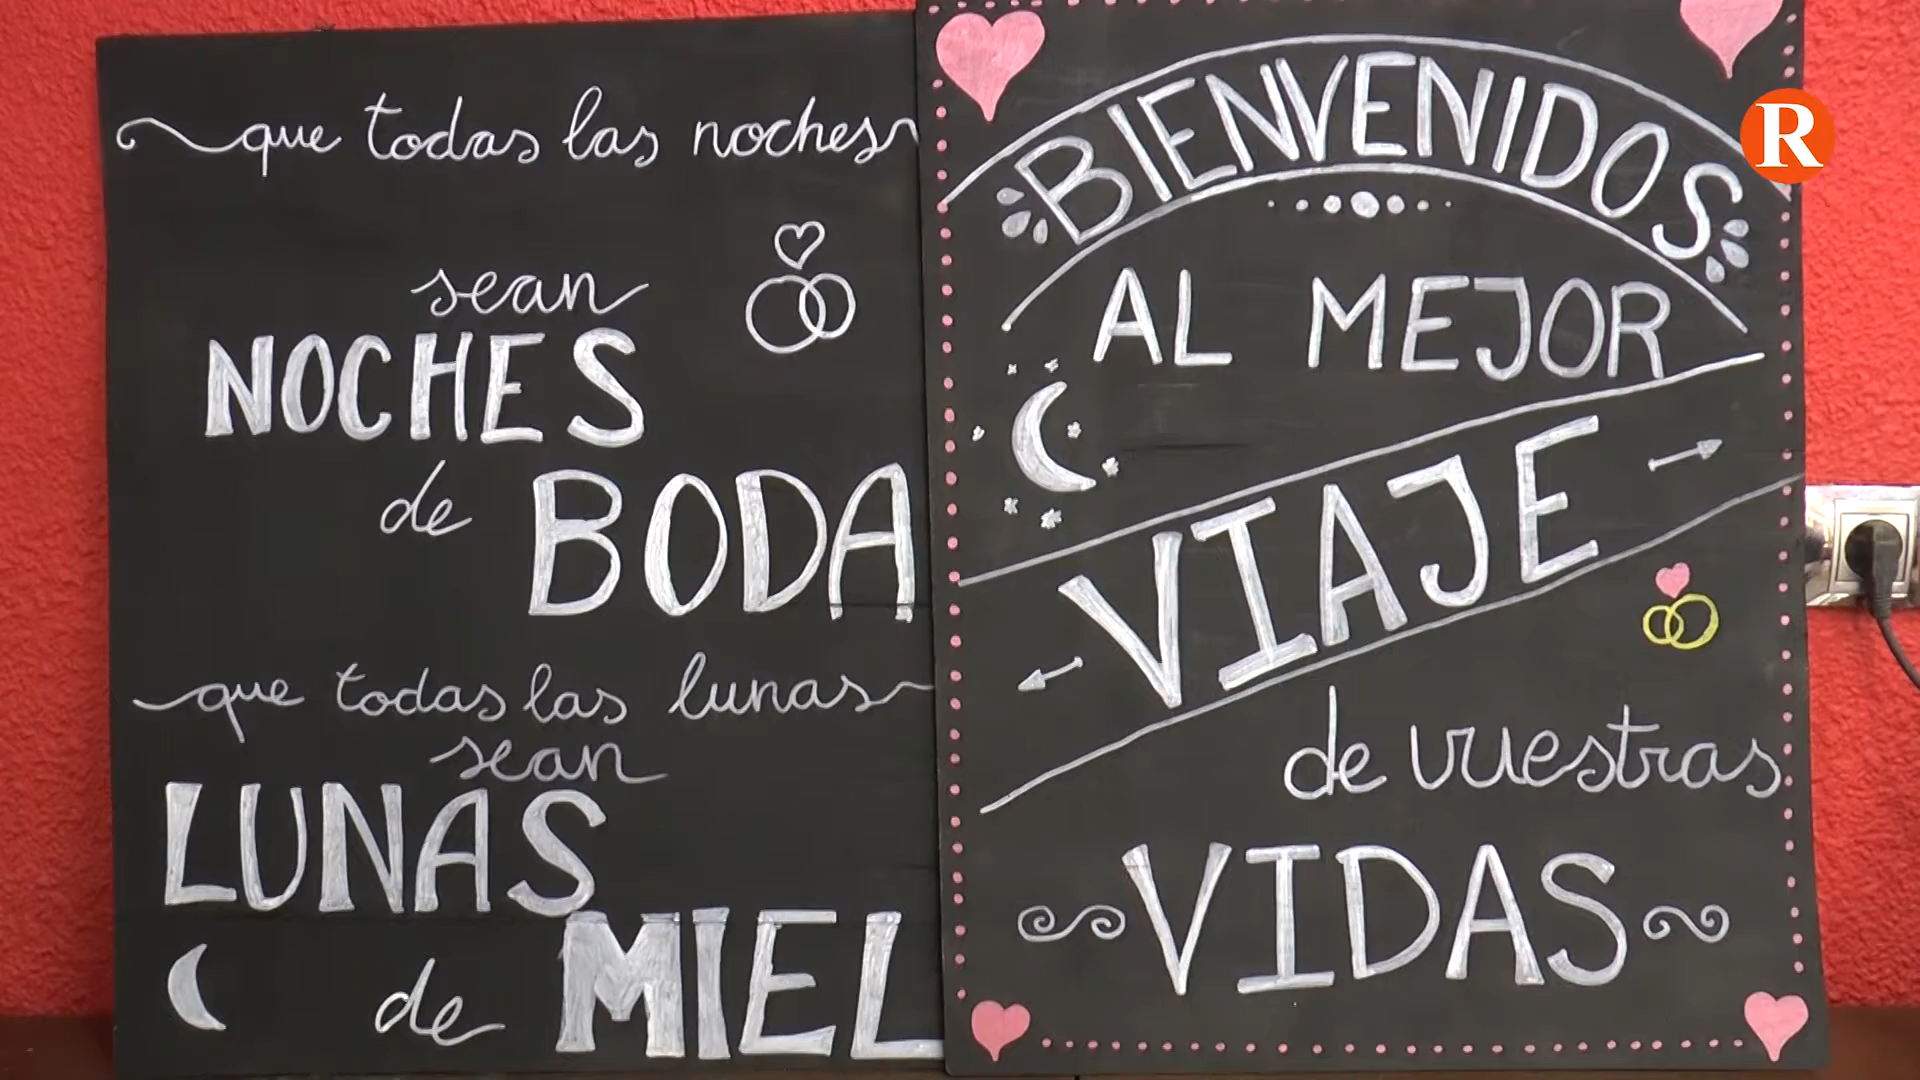 que todas las noches
sean
NOCHES
de BODA
que todas las lunas
sean
LUNAS
de MIEL
BIENVENIDOS
AL MEJOR
VIAJE
de vuestras
VIDAS
R